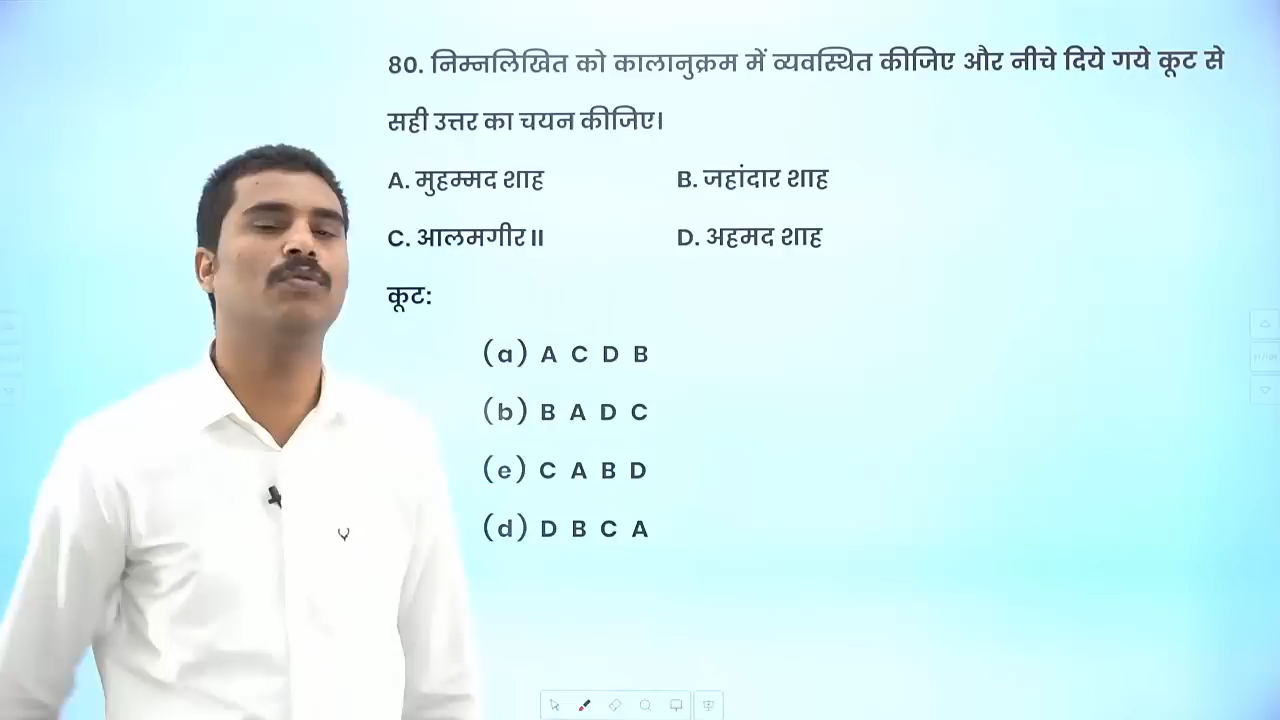 80. निम्नलिखित को कालानुक्रम में व्यवस्थित कीजिए और नीचे दिये गये कूट से
सही उत्तर का चयन कीजिए।
A. मुहम्मद शाह B. जहांदार शाह
C. आलमगीर II D. अहमद शाह
कूट:
(a) A C D B
(b) B A D C
(e) C A B D
(d) D B C A